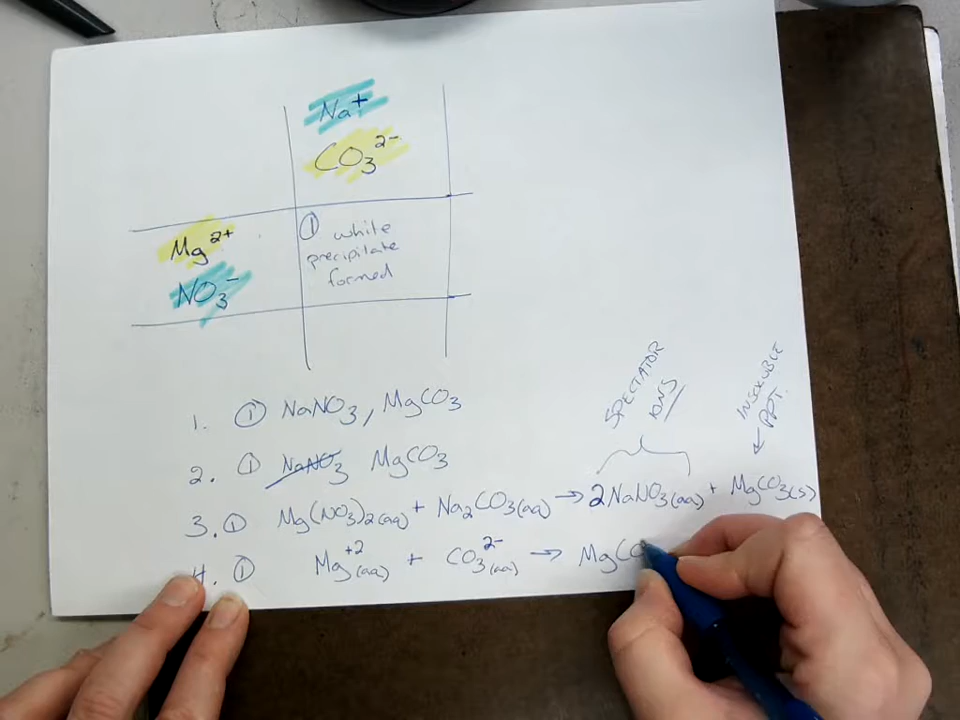 Na+
CO3 2-
Mg 2+
NO3 -
① white
precipitate
formed
SPECTATOR
IONS
INSOLUBLE
PPT.
1. ① NaNO3, MgCO3
2. ① NaNO3 MgCO3
3. ① Mg(NO3)2(aq) + Na2CO3(aq) → 2NaNO3(aq) + MgCO3(s)
4. ① Mg+2(aq) + CO3 2-(aq) → MgCO